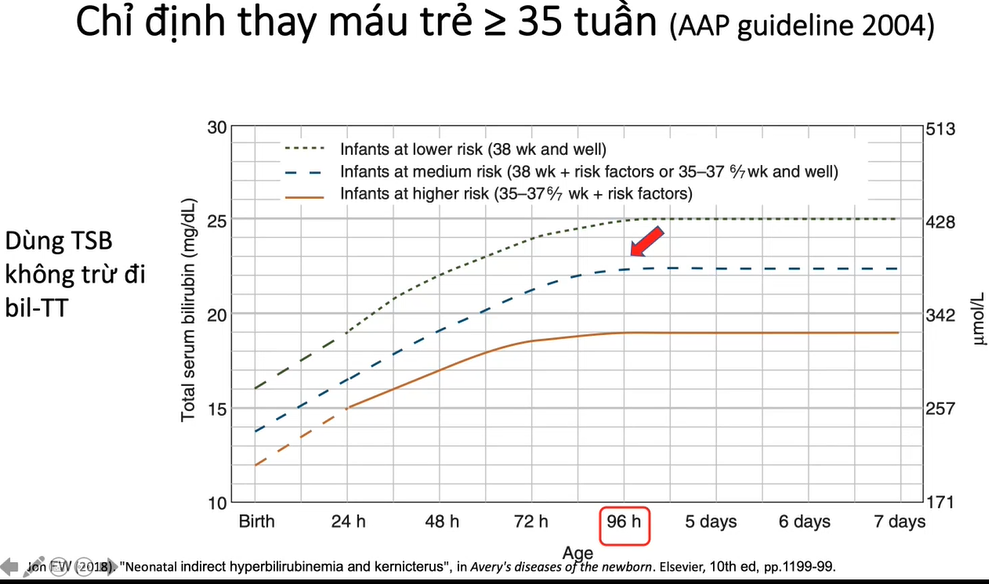 Chỉ định thay máu trẻ ≥ 35 tuần (AAP guideline 2004)
30
513
Infants at lower risk (38 wk and well)
Infants at medium risk (38 wk + risk factors or 35–37 6/7 wk and well)
Infants at higher risk (35–37 6/7 wk + risk factors)
Dùng TSB
không trừ đi
bil-TT
Total serum bilirubin (mg/dL)
25
428
20
342
µmol/L
15
257
10
171
Birth 24 h 48 h 72 h 96 h 5 days 6 days 7 days
Age
Jon FW (2018). "Neonatal indirect hyperbilirubinemia and kernicterus", in Avery's diseases of the newborn. Elsevier, 10th ed, pp.1199-99.